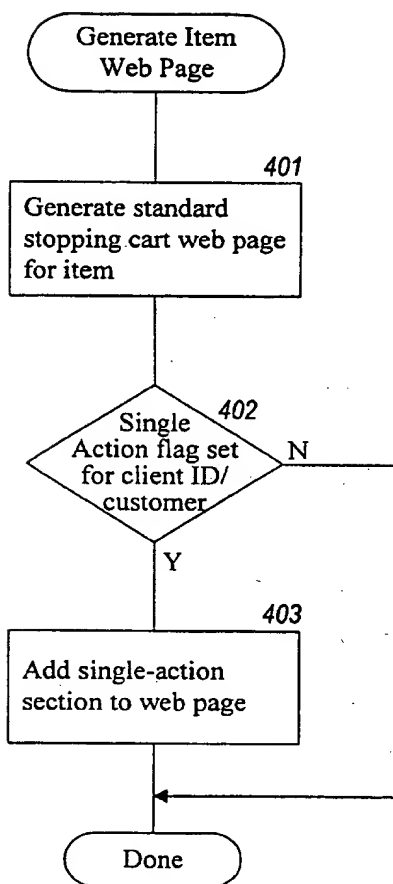 Generate Item
Web Page
401
Generate standard
stopping cart web page
for item
402
Single
Action flag set
for client ID/
customer
N
Y
403
Add single-action
section to web page
Done